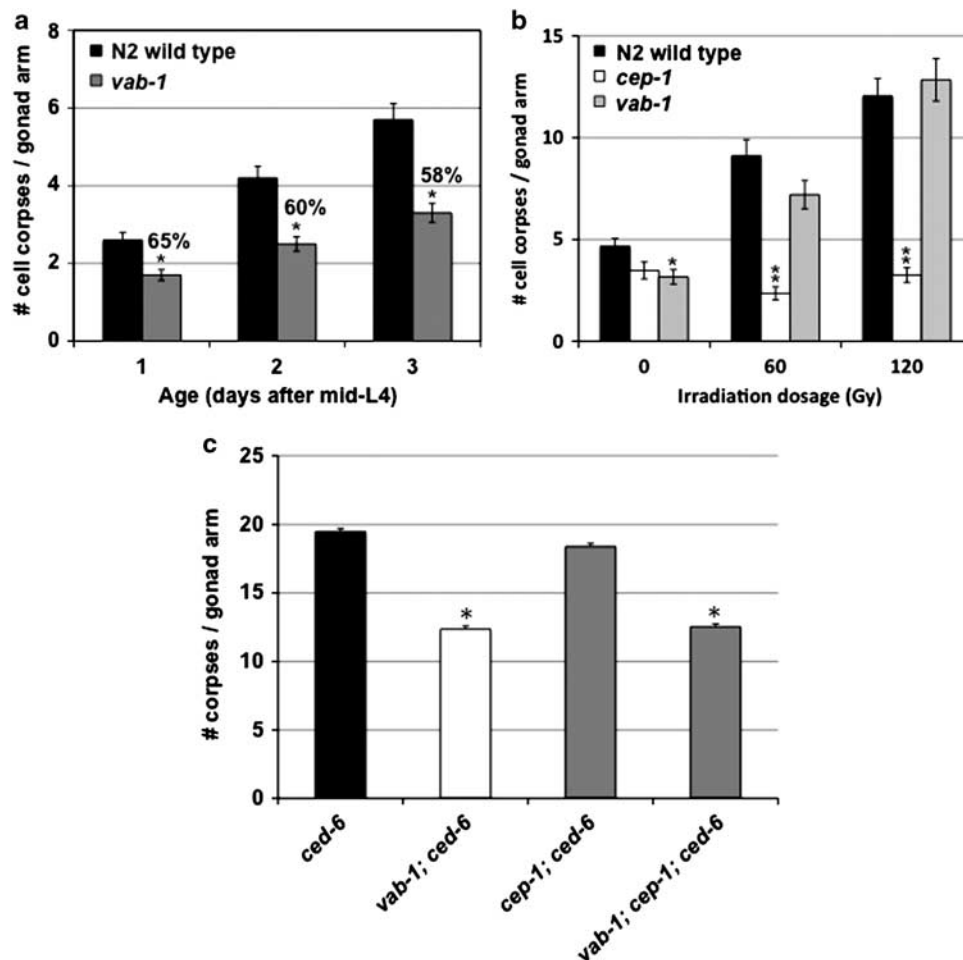 a
# cell corpses / gonad arm
8
6
4
2
0
N2 wild type
vab-1
65%
*
60%
*
58%
*
1
2
3
Age (days after mid-L4)
b
# cell corpses / gonad arm
15
10
5
0
N2 wild type
cep-1
vab-1
*
**
**
0
60
120
Irradiation dosage (Gy)
c
# corpses / gonad arm
25
20
15
10
5
0
*
*
ced-6
vab-1; ced-6
cep-1; ced-6
vab-1; cep-1; ced-6